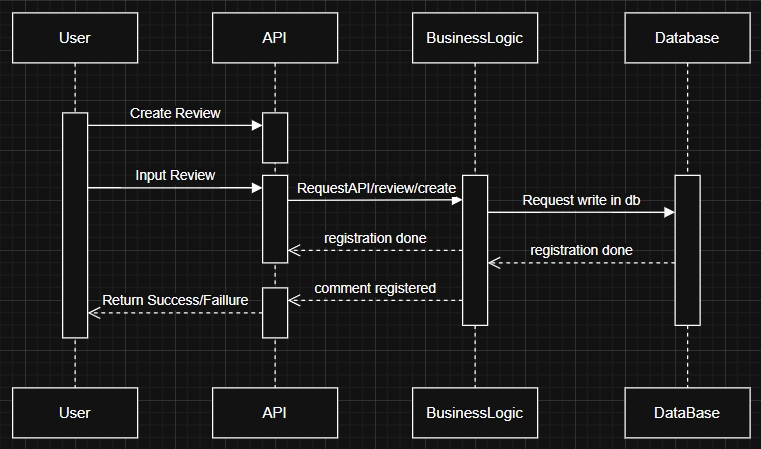 User
API
BusinessLogic
Database
Create Review
Input Review
RequestAPI/review/create
Request write in db
registration done
registration done
comment registered
Return Success/Faillure
User
API
BusinessLogic
DataBase